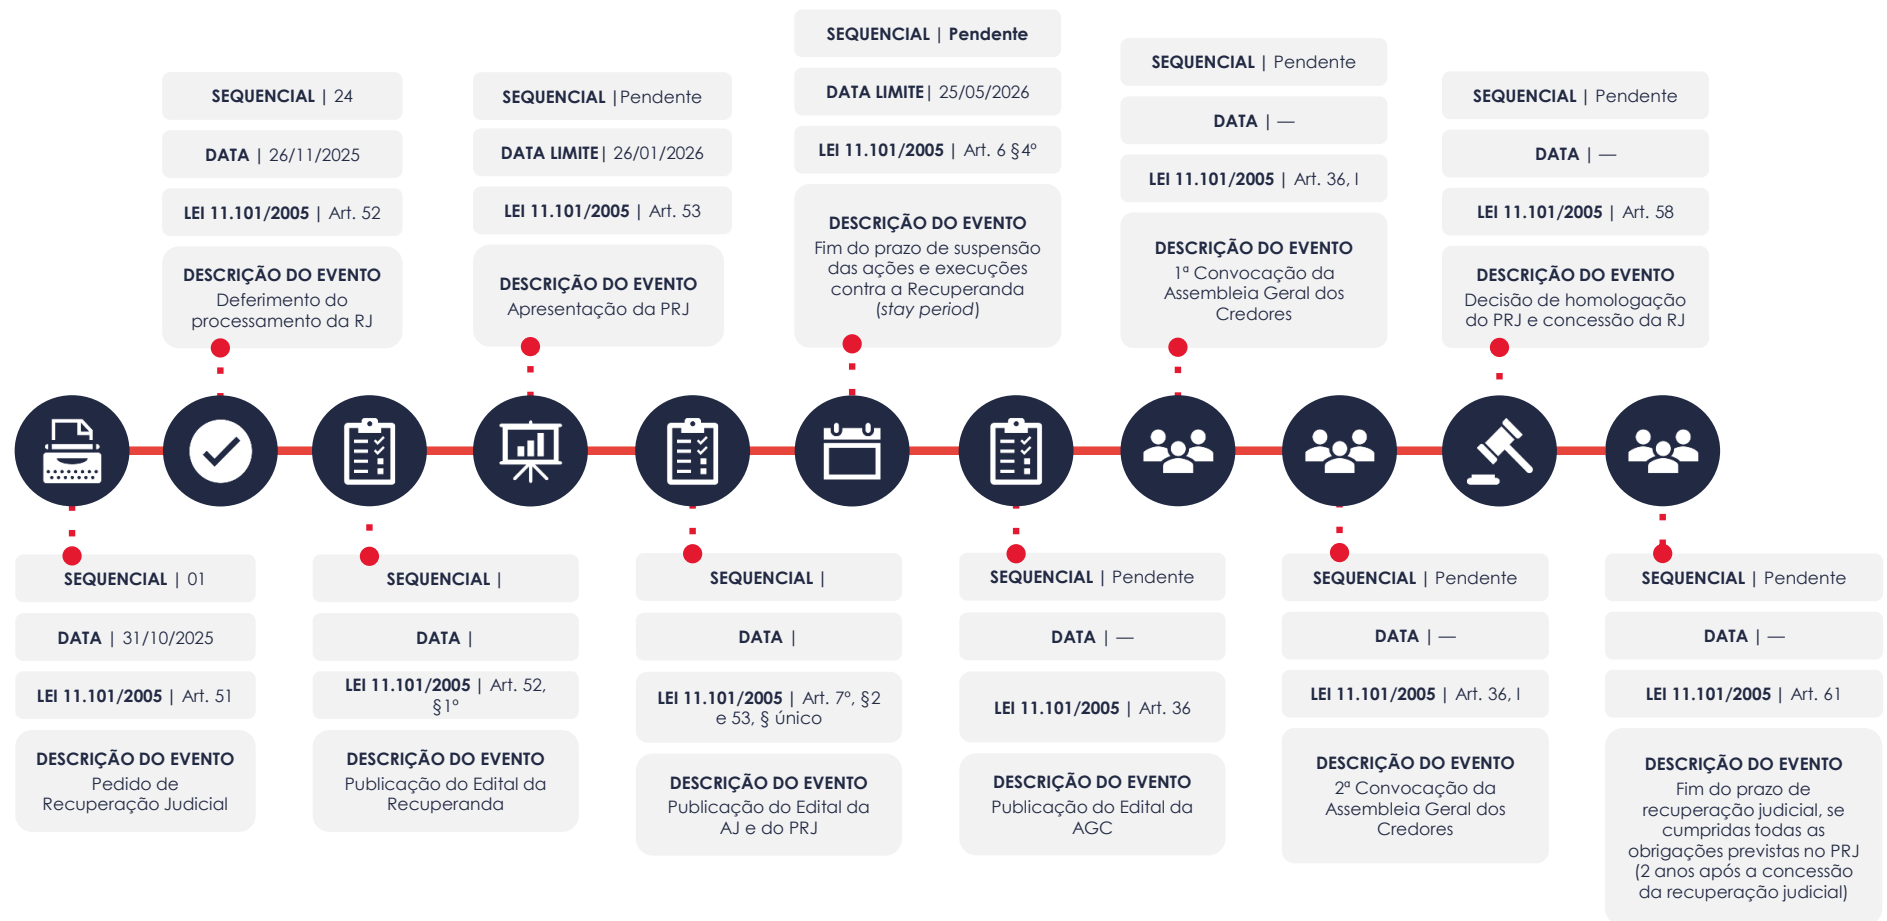 SEQUENCIAL | 01
DATA | 31/10/2025
LEI 11.101/2005 | Art. 51
DESCRIÇÃO DO EVENTO
Pedido de
Recuperação Judicial
SEQUENCIAL | 24
DATA | 26/11/2025
LEI 11.101/2005 | Art. 52
DESCRIÇÃO DO EVENTO
Deferimento do
processamento da RJ
SEQUENCIAL |
DATA |
LEI 11.101/2005 | Art. 52,
§1º
DESCRIÇÃO DO EVENTO
Publicação do Edital da
Recuperanda
SEQUENCIAL |Pendente
DATA LIMITE| 26/01/2026
LEI 11.101/2005 | Art. 53
DESCRIÇÃO DO EVENTO
Apresentação da PRJ
SEQUENCIAL |
DATA |
LEI 11.101/2005 | Art. 7º, §2
e 53, § único
DESCRIÇÃO DO EVENTO
Publicação do Edital da
AJ e do PRJ
SEQUENCIAL | Pendente
DATA LIMITE| 25/05/2026
LEI 11.101/2005 | Art. 6 §4º
DESCRIÇÃO DO EVENTO
Fim do prazo de suspensão
das ações e execuções
contra a Recuperanda
(stay period)
SEQUENCIAL | Pendente
DATA | —
LEI 11.101/2005 | Art. 36
DESCRIÇÃO DO EVENTO
Publicação do Edital da
AGC
SEQUENCIAL | Pendente
DATA | —
LEI 11.101/2005 | Art. 36, I
DESCRIÇÃO DO EVENTO
1ª Convocação da
Assembleia Geral dos
Credores
SEQUENCIAL | Pendente
DATA | —
LEI 11.101/2005 | Art. 36, I
DESCRIÇÃO DO EVENTO
2ª Convocação da
Assembleia Geral dos
Credores
SEQUENCIAL | Pendente
DATA | —
LEI 11.101/2005 | Art. 58
DESCRIÇÃO DO EVENTO
Decisão de homologação
do PRJ e concessão da RJ
SEQUENCIAL | Pendente
DATA | —
LEI 11.101/2005 | Art. 61
DESCRIÇÃO DO EVENTO
Fim do prazo de
recuperação judicial, se
cumpridas todas as
obrigações previstas no PRJ
(2 anos após a concessão
da recuperação judicial)